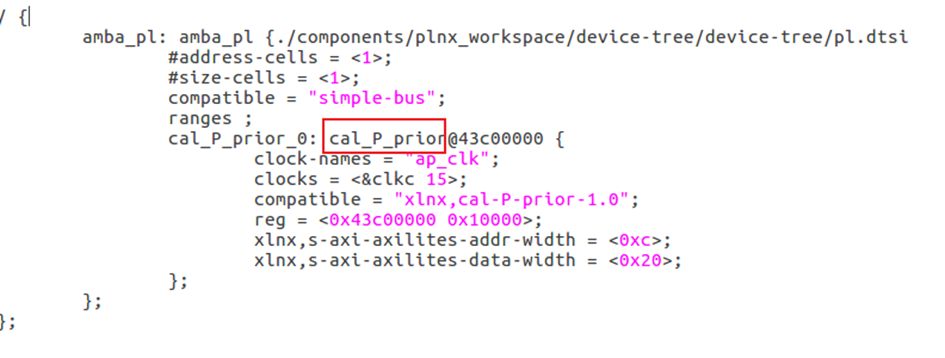 / {
amba_pl: amba_pl {./components/plnx_workspace/device-tree/device-tree/pl.dtsi
#address-cells = <1>;
#size-cells = <1>;
compatible = "simple-bus";
ranges ;
cal_P_prior_0: cal_P_prior@43c00000 {
clock-names = "ap_clk";
clocks = <&clkc 15>;
compatible = "xlnx,cal-P-prior-1.0";
reg = <0x43c00000 0x10000>;
xlnx,s-axi-axilites-addr-width = <0xc>;
xlnx,s-axi-axilites-data-width = <0x20>;
};
};
};